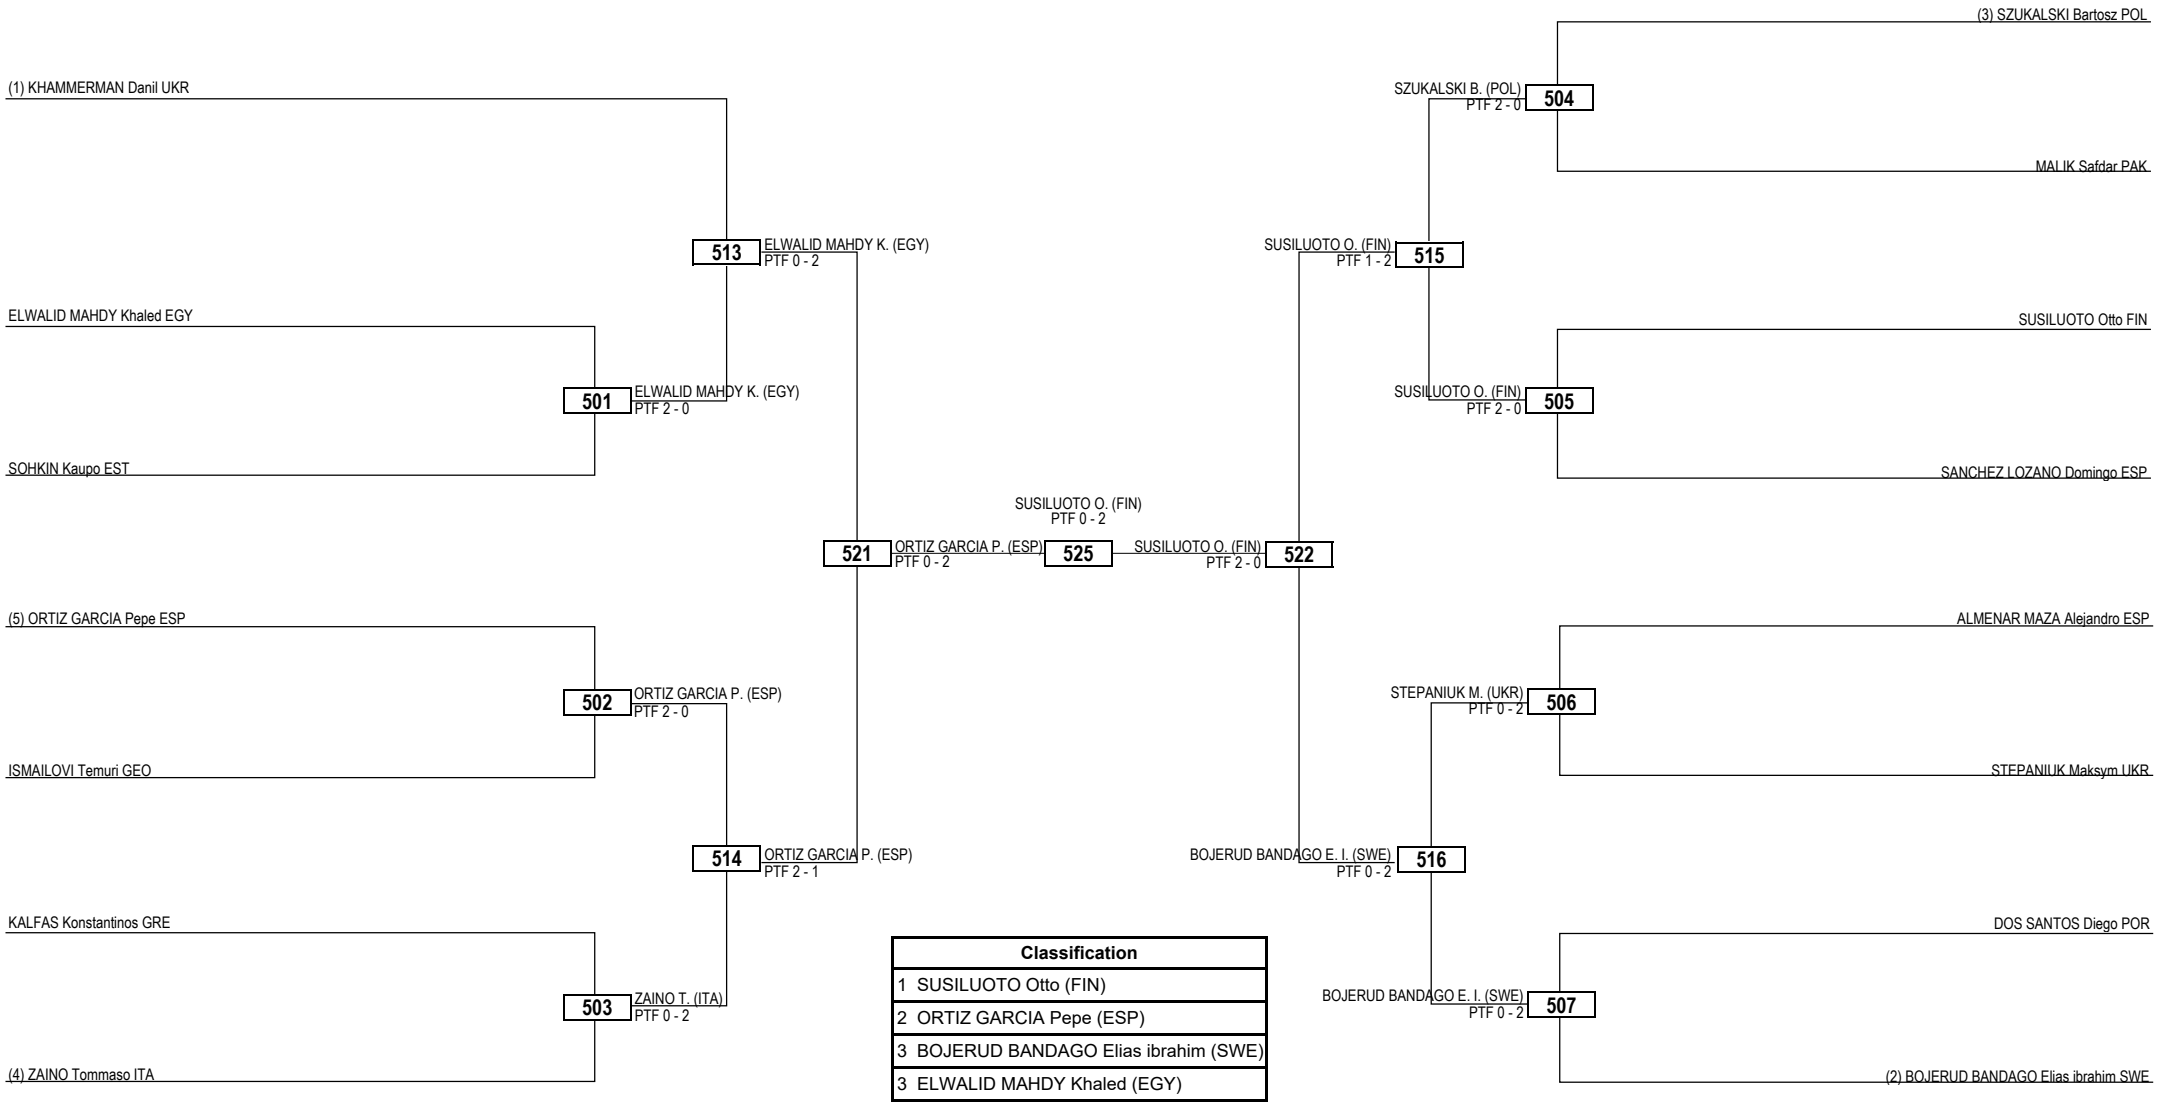 (1) KHAMMERMAN Danil UKR
513
ELWALID MAHDY K. (EGY)
PTF 0 - 2
ELWALID MAHDY Khaled EGY
501
ELWALID MAHDY K. (EGY)
PTF 2 - 0
SOHKIN Kaupo EST
521
ORTIZ GARCIA P. (ESP)
PTF 0 - 2
(5) ORTIZ GARCIA Pepe ESP
502
ORTIZ GARCIA P. (ESP)
PTF 2 - 0
ISMAILOVI Temuri GEO
514
ORTIZ GARCIA P. (ESP)
PTF 2 - 1
KALFAS Konstantinos GRE
503
ZAINO T. (ITA)
PTF 0 - 2
(4) ZAINO Tommaso ITA
SUSILUOTO O. (FIN)
PTF 0 - 2
525
(3) SZUKALSKI Bartosz POL
SZUKALSKI B. (POL)
PTF 2 - 0
504
MALIK Safdar PAK
SUSILUOTO O. (FIN)
PTF 1 - 2
515
SUSILUOTO Otto FIN
SUSILUOTO O. (FIN)
PTF 2 - 0
505
SANCHEZ LOZANO Domingo ESP
SUSILUOTO O. (FIN)
PTF 2 - 0
522
ALMENAR MAZA Alejandro ESP
STEPANIUK M. (UKR)
PTF 0 - 2
506
STEPANIUK Maksym UKR
BOJERUD BANDAGO E. I. (SWE)
PTF 0 - 2
516
DOS SANTOS Diego POR
BOJERUD BANDAGO E. I. (SWE)
PTF 0 - 2
507
(2) BOJERUD BANDAGO Elias ibrahim SWE
Classification
1 SUSILUOTO Otto (FIN)
2 ORTIZ GARCIA Pepe (ESP)
3 BOJERUD BANDAGO Elias ibrahim (SWE)
3 ELWALID MAHDY Khaled (EGY)